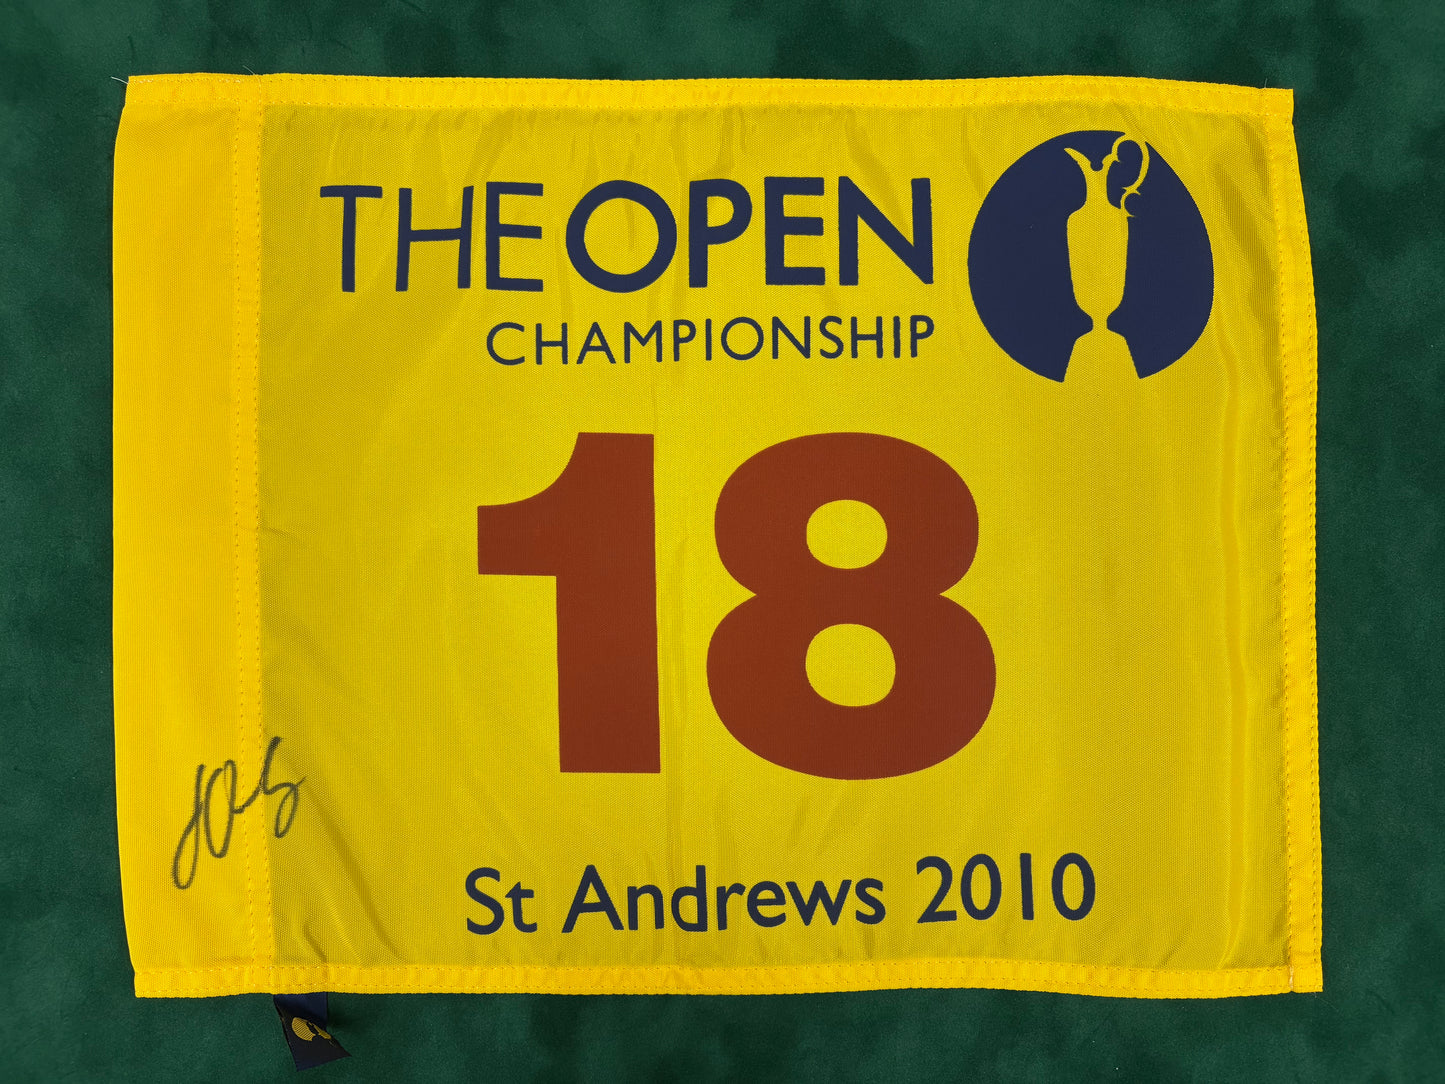 THE OPEN
CHAMPIONSHIP
18
St Andrews 2010